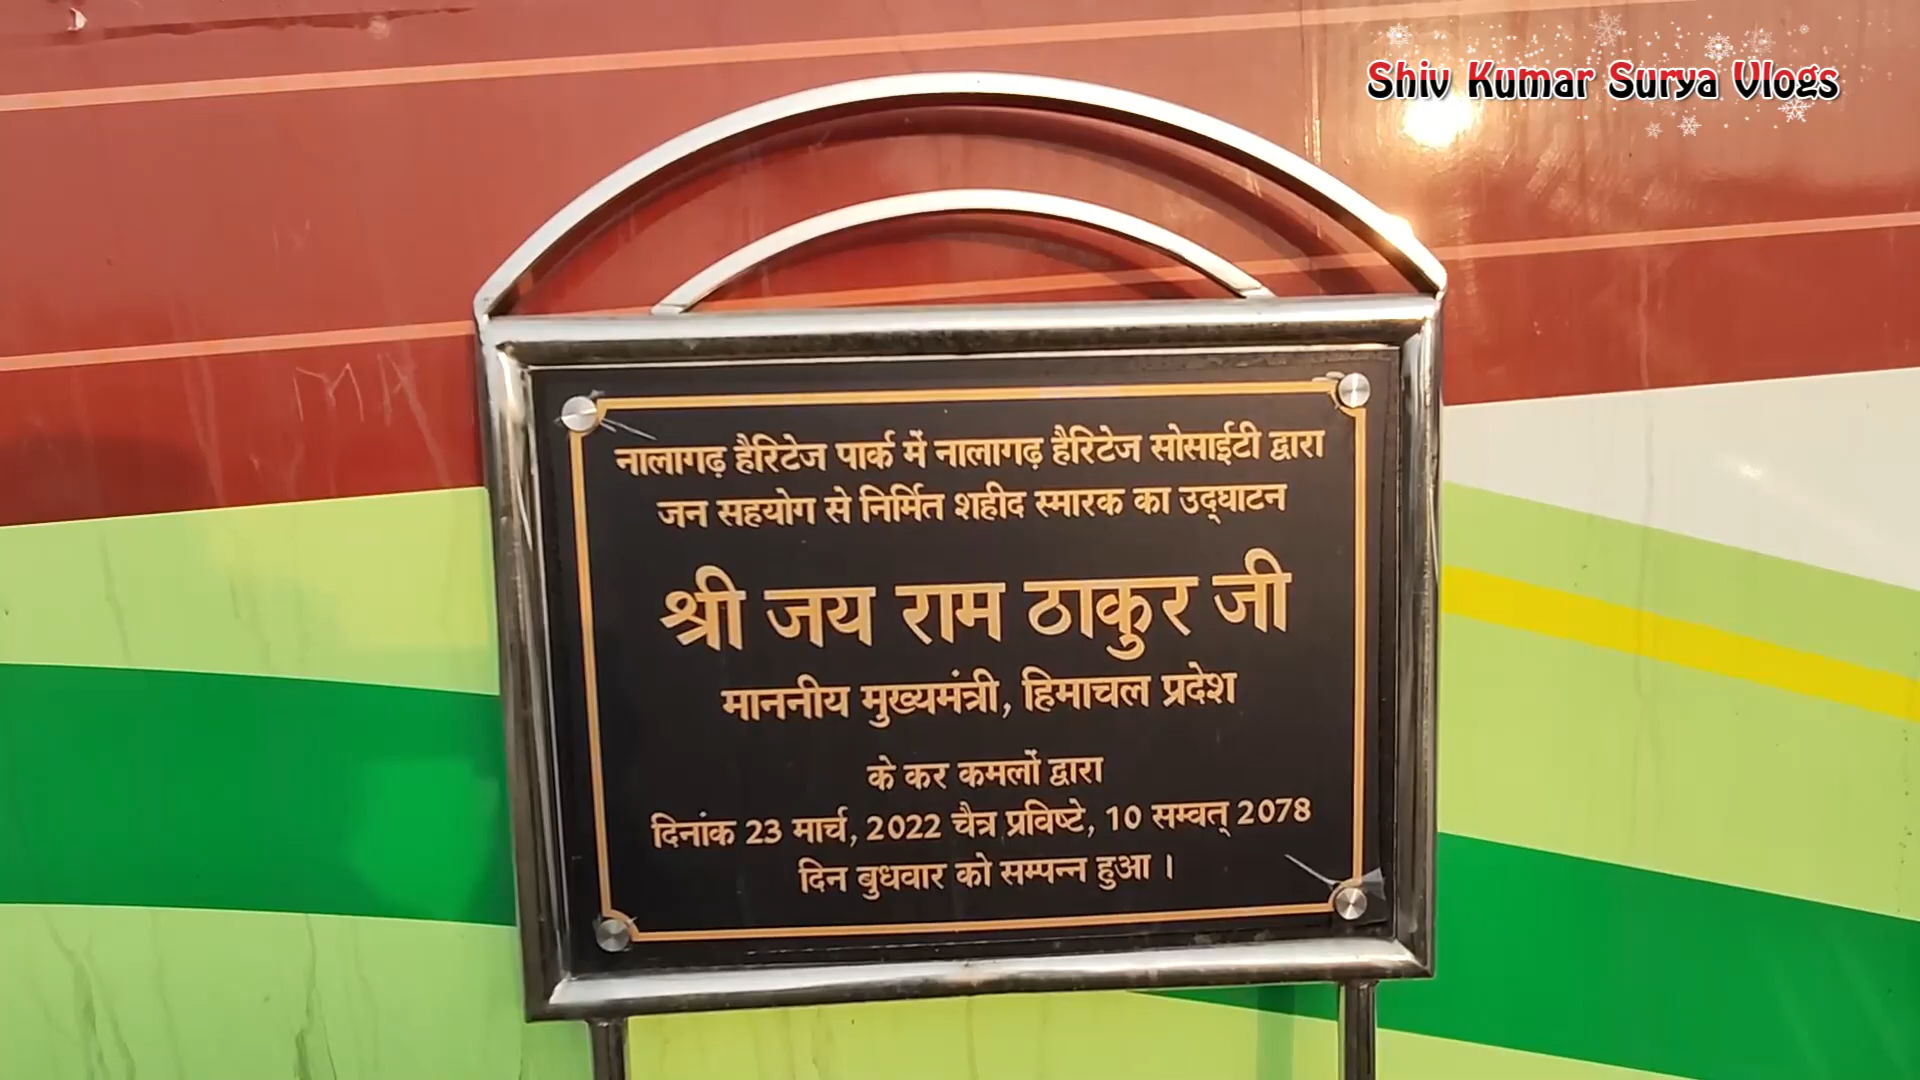 Shiv Kumar Surya Vlogs
नालागढ़ हैरिटेज पार्क में नालागढ़ हैरिटेज सोसाईटी द्वारा
जन सहयोग से निर्मित शहीद स्मारक का उद्‌घाटन
श्री जय राम ठाकुर जी
माननीय मुख्यमंत्री, हिमाचल प्रदेश
के कर कमलों द्वारा
दिनांक 23 मार्च, 2022 चैत्र प्रविष्टे, 10 सम्वत् 2078
दिन बुधवार को सम्पन्न हुआ ।